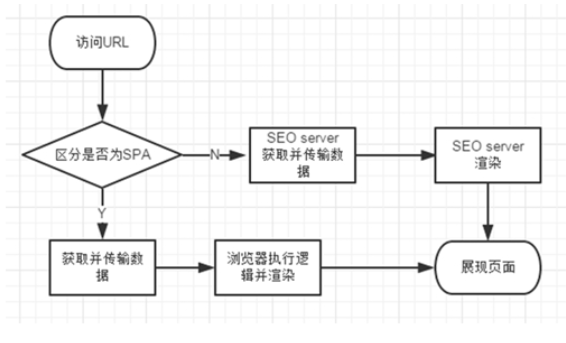 访问URL
区分是否为SPA
N
SEO server
获取并传输数
据
SEO server
渲染
Y
获取并传输数
据
浏览器执行逻
辑并渲染
展现页面